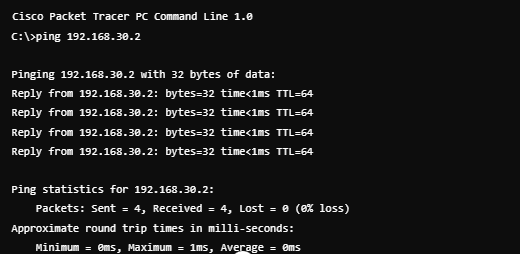 Cisco Packet Tracer PC Command Line 1.0
C:\>ping 192.168.30.2
Pinging 192.168.30.2 with 32 bytes of data:
Reply from 192.168.30.2: bytes=32 time<1ms TTL=64
Reply from 192.168.30.2: bytes=32 time<1ms TTL=64
Reply from 192.168.30.2: bytes=32 time<1ms TTL=64
Reply from 192.168.30.2: bytes=32 time<1ms TTL=64
Ping statistics for 192.168.30.2:
Packets: Sent = 4, Received = 4, Lost = 0 (0% loss)
Approximate round trip times in milli-seconds:
Minimum = 0ms, Maximum = 1ms, Average = 0ms